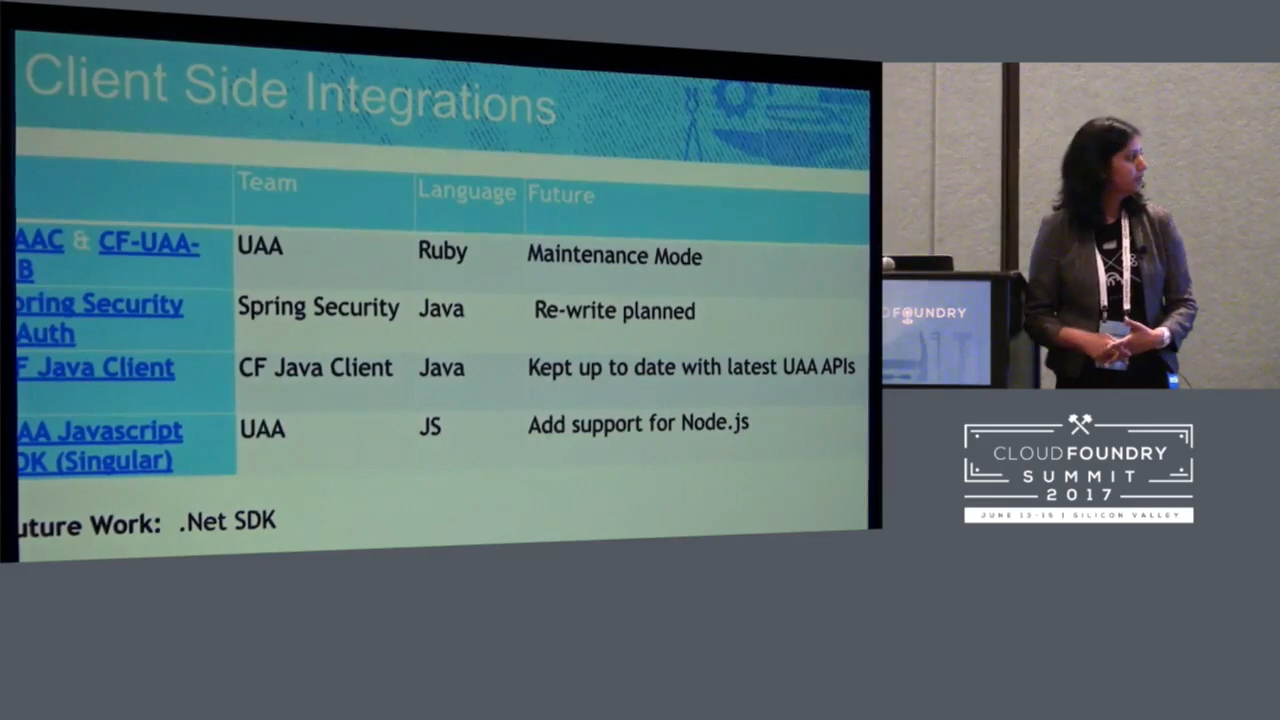 Client Side Integrations
Team Language Future
AAC & CF-UAA-
B
UAA Ruby Maintenance Mode
pring Security
Auth
Spring Security Java Re-write planned
F Java Client CF Java Client Java Kept up to date with latest UAA APIs
AA Javascript
DK (Singular)
UAA JS Add support for Node.js
uture Work: .Net SDK
DFOUNDRY
CLOUDFOUNDRY
SUMMIT
2017
JUNE 13-15 | SILICON VALLEY